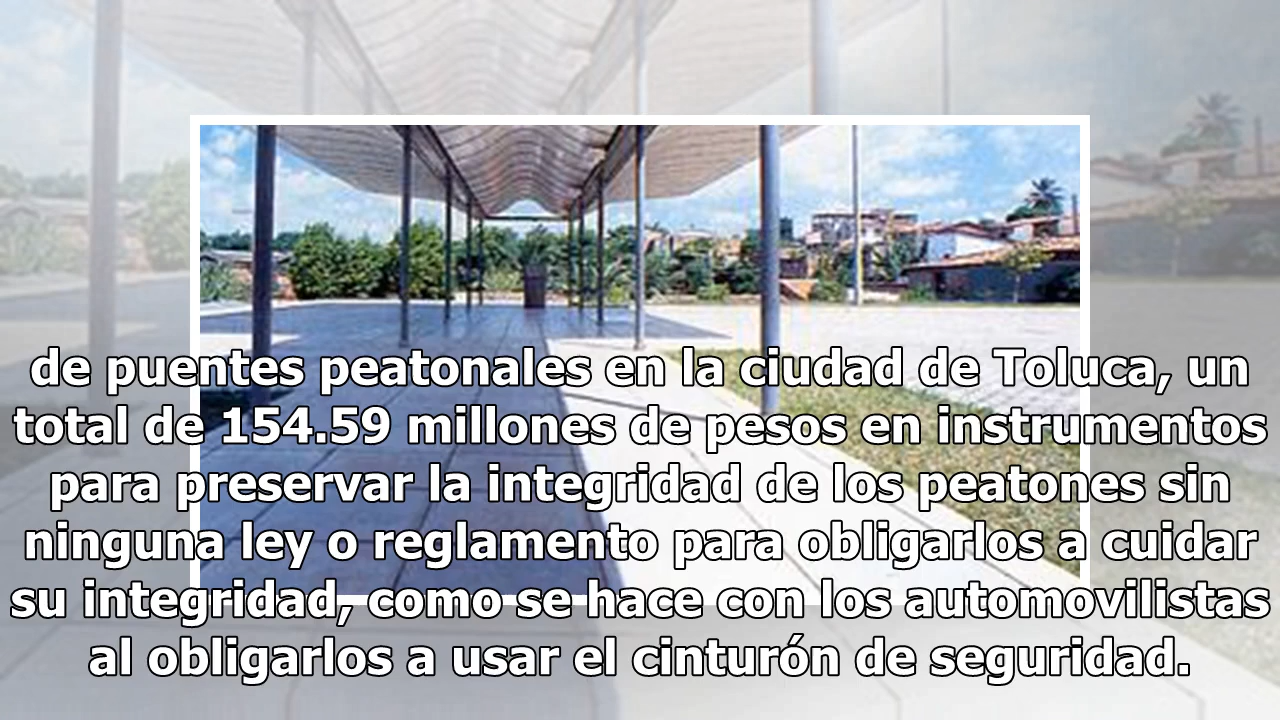 de puentes peatonales en la ciudad de Toluca, un
total de 154.59 millones de pesos en instrumentos
para preservar la integridad de los peatones sin
ninguna ley o reglamento para obligarlos a cuidar
su integridad, como se hace con los automovilistas
al obligarlos a usar el cinturón de seguridad.